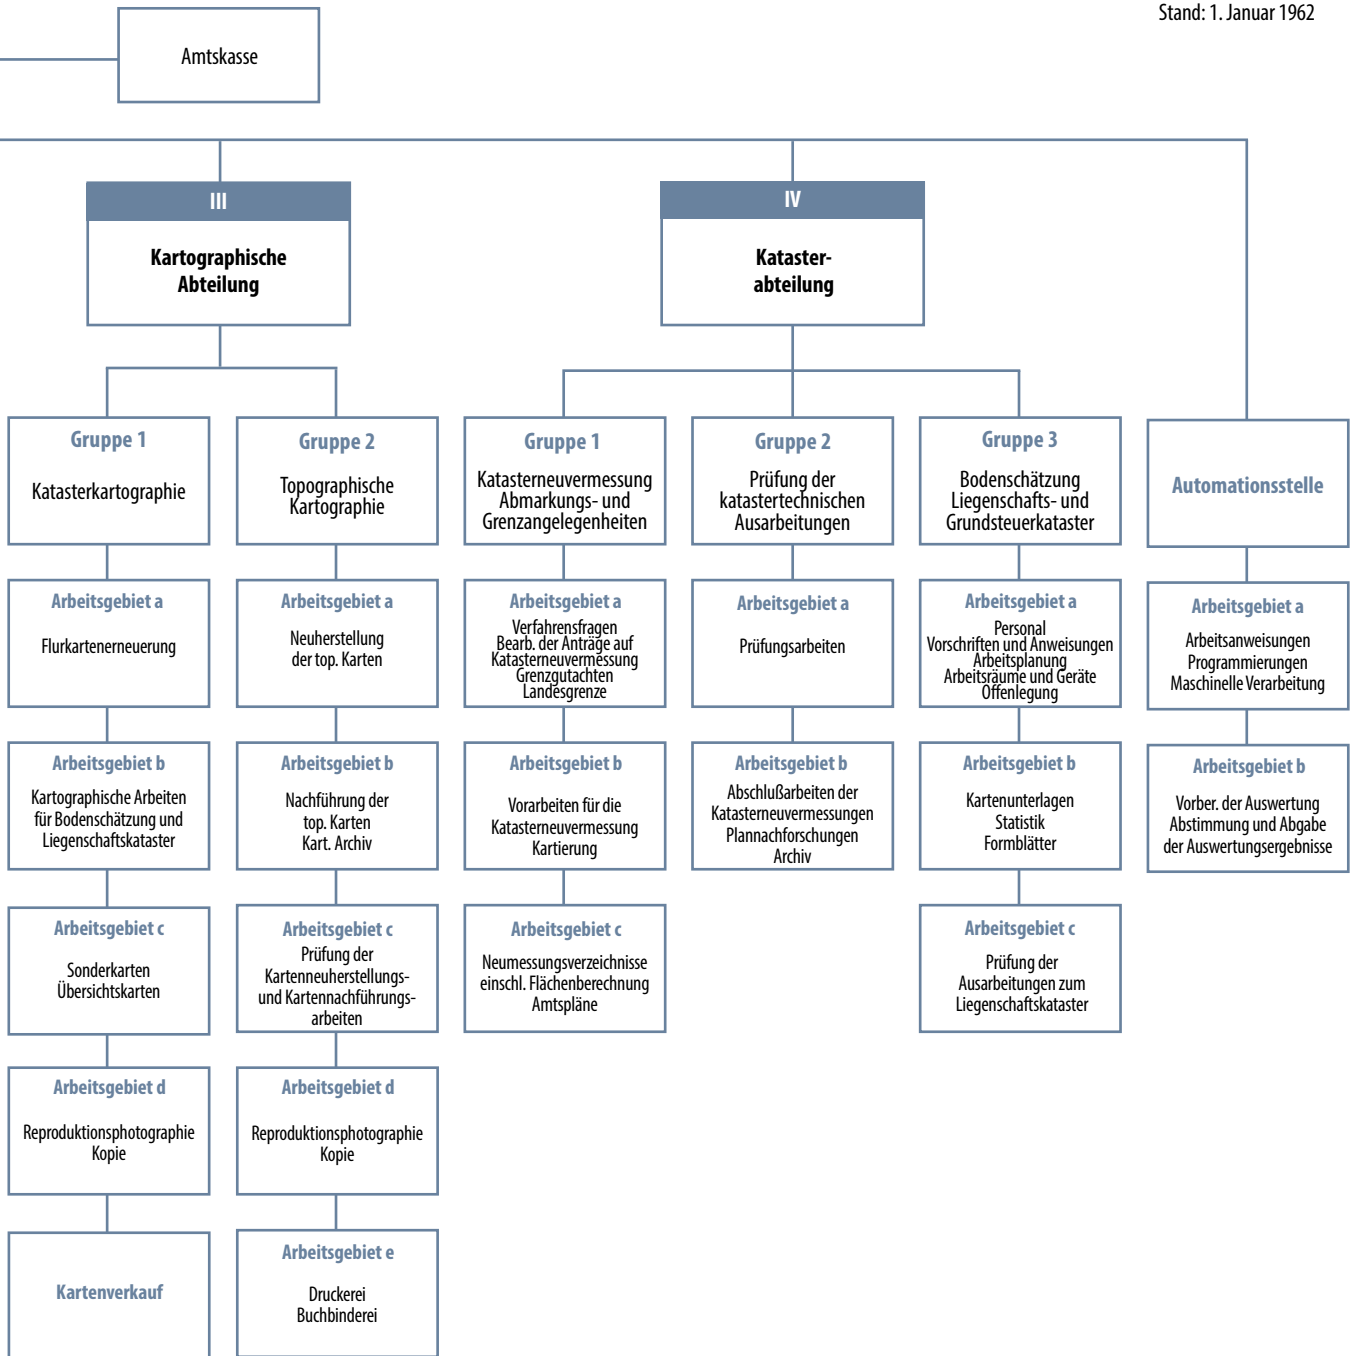 Stand: 1. Januar 1962
Amtskasse
III
Kartographische
Abteilung
IV
Kataster-
abteilung
Gruppe 1
Katasterkartographie
Arbeitsgebiet a
Flurkartenerneuerung
Arbeitsgebiet b
Kartographische Arbeiten
für Bodenschätzung und
Liegenschaftskataster
Arbeitsgebiet c
Sonderkarten
Übersichtskarten
Arbeitsgebiet d
Reproduktionsphotographie
Kopie
Kartenverkauf
Gruppe 2
Topographische
Kartographie
Arbeitsgebiet a
Neuherstellung
der top. Karten
Arbeitsgebiet b
Nachführung der
top. Karten
Kart. Archiv
Arbeitsgebiet c
Prüfung der
Kartenneuherstellungs-
und Kartennachführungs-
arbeiten
Arbeitsgebiet d
Reproduktionsphotographie
Kopie
Arbeitsgebiet e
Druckerei
Buchbinderei
Gruppe 1
Katasterneuvermessung
Abmarkungs- und
Grenzangelegenheiten
Arbeitsgebiet a
Verfahrensfragen
Bearb. der Anträge auf
Katasterneuvermessung
Grenzgutachten
Landesgrenze
Arbeitsgebiet b
Vorarbeiten für die
Katasterneuvermessung
Kartierung
Arbeitsgebiet c
Neumessungsverzeichnisse
einschl. Flächenberechnung
Amtspläne
Gruppe 2
Prüfung der
katastertechnischen
Ausarbeitungen
Arbeitsgebiet a
Prüfungsarbeiten
Arbeitsgebiet b
Abschlußarbeiten der
Katasterneuvermessungen
Plannachforschungen
Archiv
Gruppe 3
Bodenschätzung
Liegenschafts- und
Grundsteuerkataster
Arbeitsgebiet a
Personal
Vorschriften und Anweisungen
Arbeitsplanung
Arbeitsräume und Geräte
Offenlegung
Arbeitsgebiet b
Kartenunterlagen
Statistik
Formblätter
Arbeitsgebiet c
Prüfung der
Ausarbeitungen zum
Liegenschaftskataster
Automationsstelle
Arbeitsgebiet a
Arbeitsanweisungen
Programmierungen
Maschinelle Verarbeitung
Arbeitsgebiet b
Vorber. der Auswertung
Abstimmung und Abgabe
der Auswertungsergebnisse